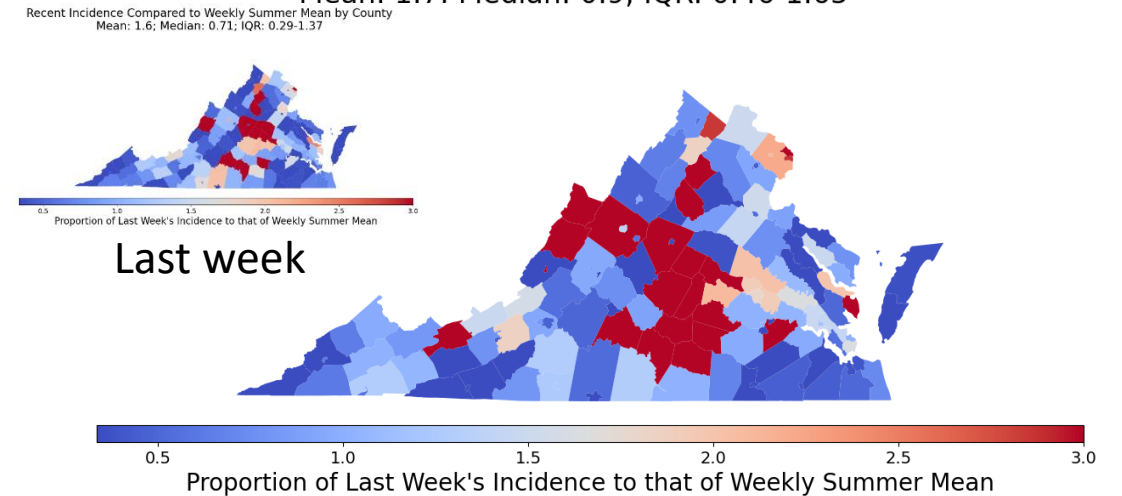 Recent Incidence Compared to Weekly Summer Mean by County
Mean: 1.6; Median: 0.71; IQR: 0.29-1.37
0.5 1.0 1.5 2.0 2.5 3.0
Proportion of Last Week's Incidence to that of Weekly Summer Mean
Last week
0.5 1.0 1.5 2.0 2.5 3.0
Proportion of Last Week's Incidence to that of Weekly Summer Mean